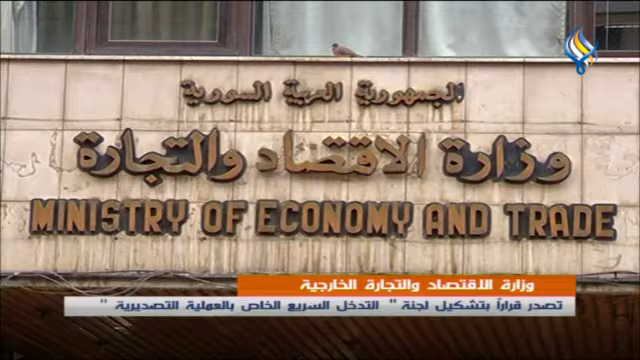 الجمهورية العربية السورية
وزارة الاقتصاد والتجارة
MINISTRY OF ECONOMY AND TRADE
وزارة الاقتصاد والتجارة الخارجية
تصدر قراراً بتشكيل لجنة " التدخل السريع الخاص بالعملية التصديرية "